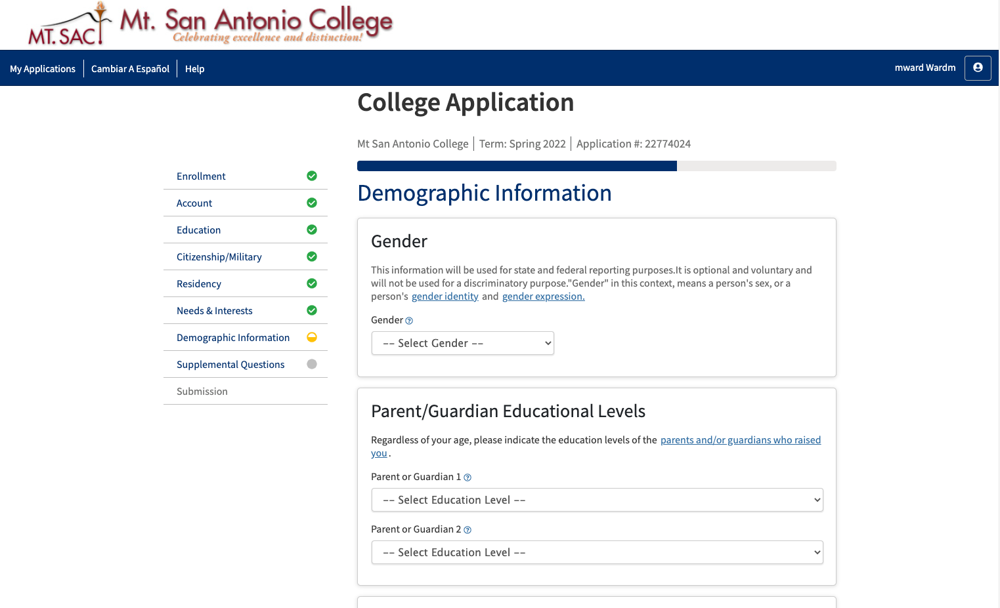 MT. SAC
Mt. San Antonio College
Celebrating excellence and distinction!
My Applications
Cambiar A Español
Help
mward Wardm
College Application
Mt San Antonio College
Term: Spring 2022
Application #: 22774024
Enrollment
Account
Education
Citizenship/Military
Residency
Needs & Interests
Demographic Information
Supplemental Questions
Submission
Demographic Information
Gender
This information will be used for state and federal reporting purposes.It is optional and voluntary and
will not be used for a discriminatory purpose."Gender" in this context, means a person's sex, or a
person's gender identity and gender expression.
Gender
-- Select Gender --
Parent/Guardian Educational Levels
Regardless of your age, please indicate the education levels of the parents and/or guardians who raised
you .
Parent or Guardian 1
-- Select Education Level --
Parent or Guardian 2
-- Select Education Level --